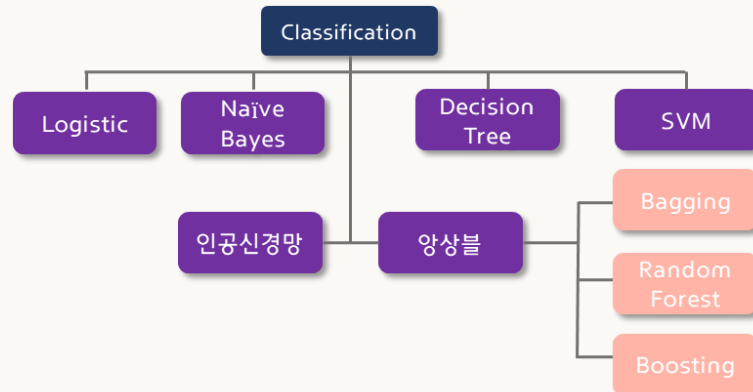 Classification
Logistic
Naïve
Bayes
Decision
Tree
SVM
인공신경망
앙상블
Bagging
Random
Forest
Boosting